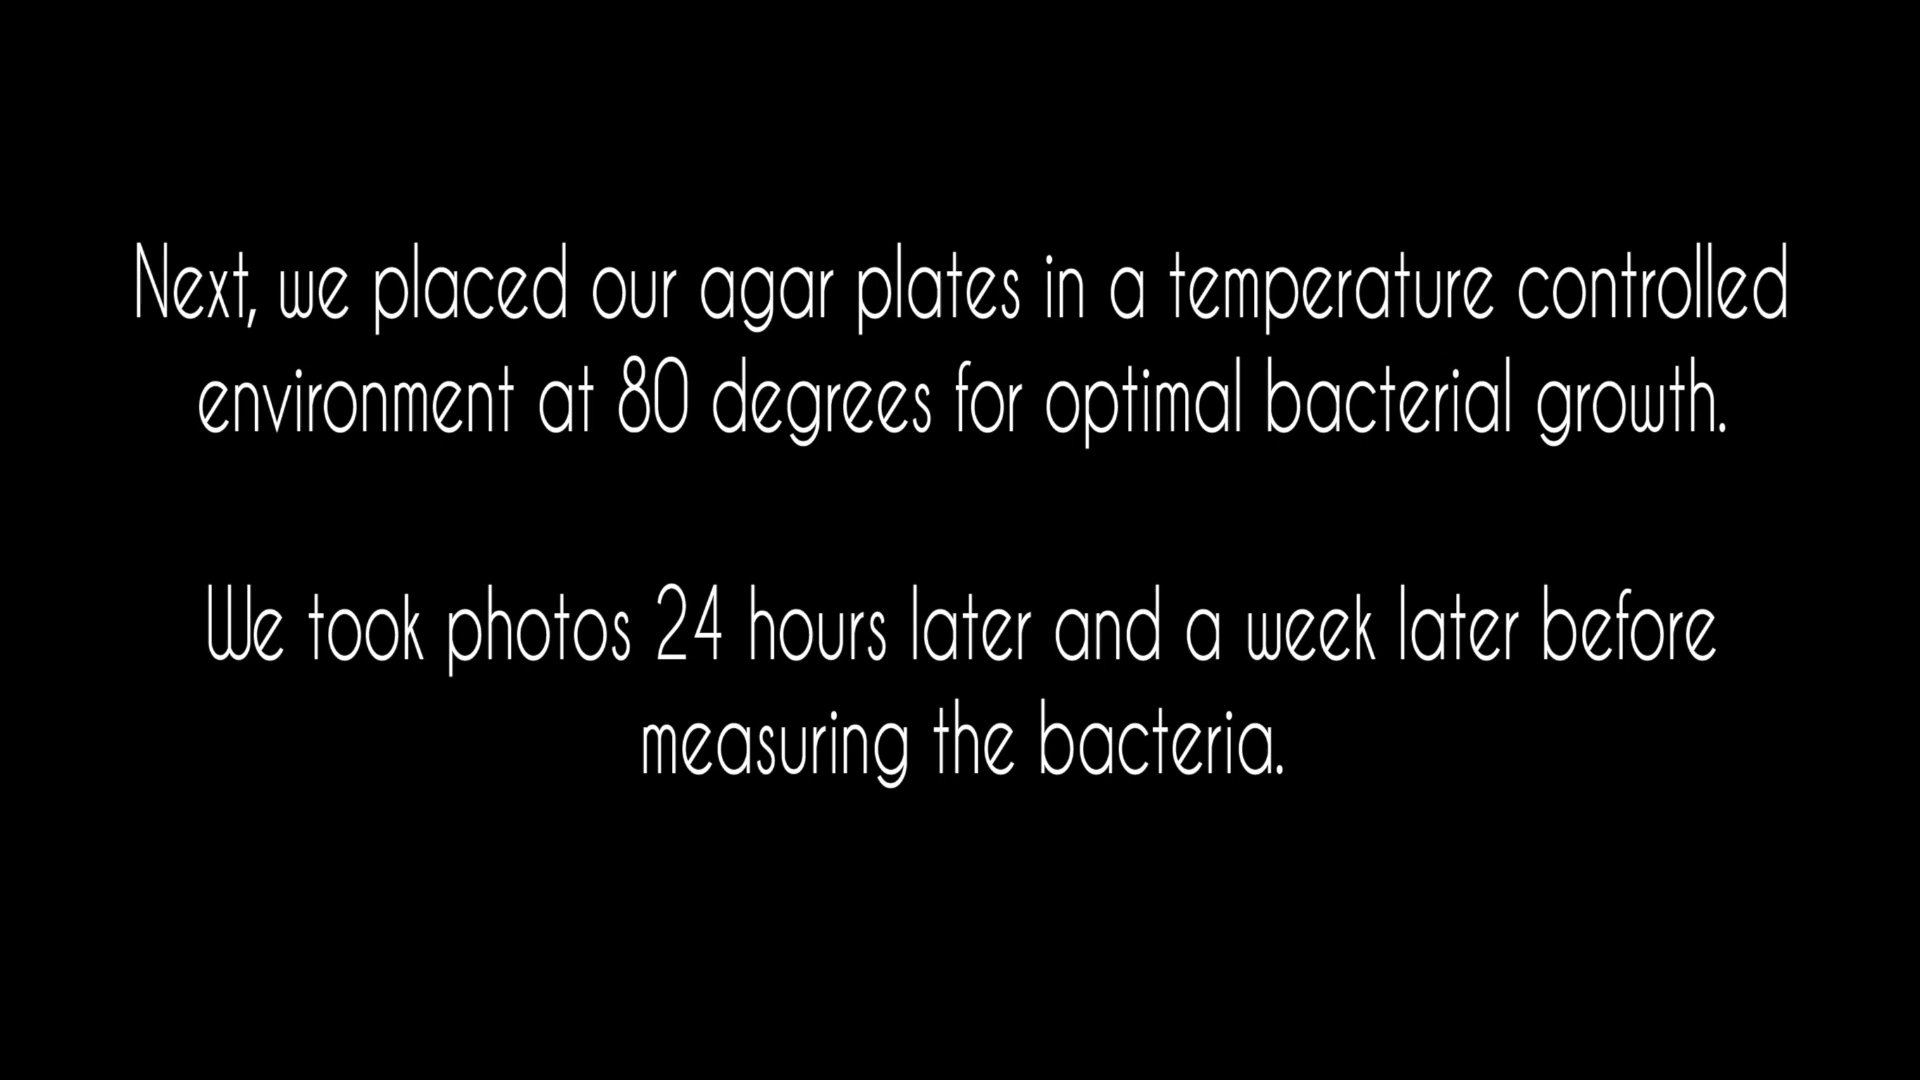 Next, we placed our agar plates in a temperature controlled
environment at 80 degrees for optimal bacterial growth.
We took photos 24 hours later and a week later before
measuring the bacteria.